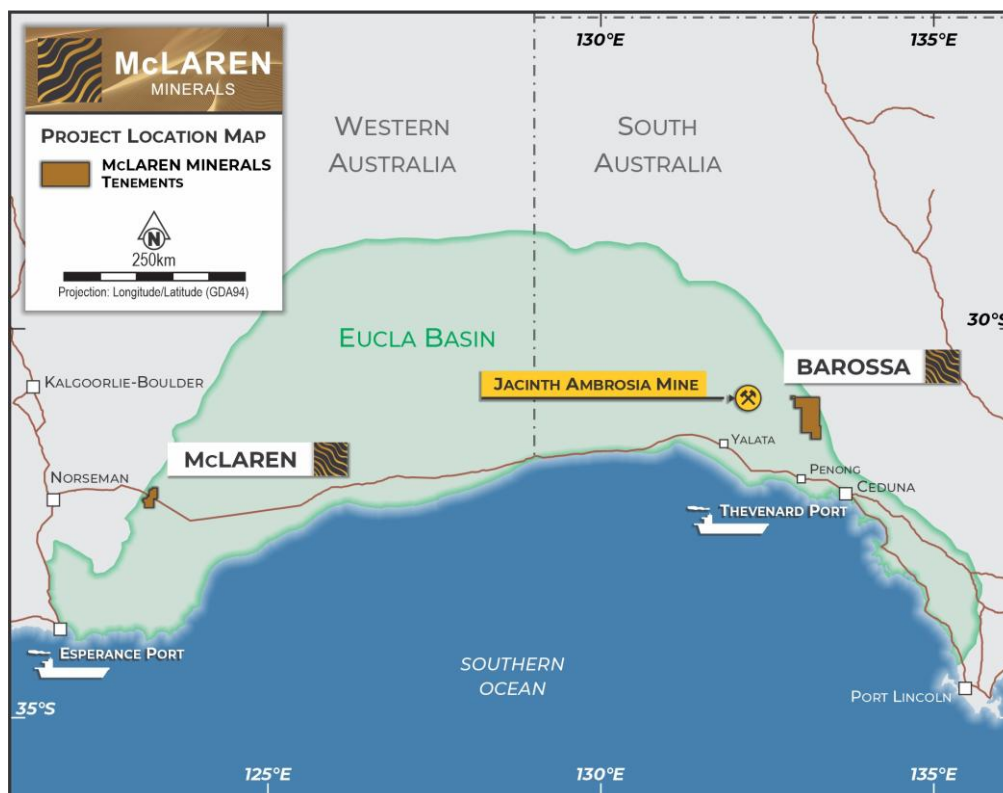 130°E
135°E
McLAREN
MINERALS
PROJECT LOCATION MAP
McLAREN MINERALS
TENEMENTS
N
250km
Projection: Longitude/Latitude (GDA94)
WESTERN
AUSTRALIA
SOUTH
AUSTRALIA
30°S
EUCLA BASIN
BAROSSA
KALGOORLIE-BOULDER
JACINTH AMBROSIA MINE
YALATA
McLAREN
NORSEMAN
PENONG
CEDUNA
THEVENARD PORT
ESPERANCE PORT
SOUTHERN
OCEAN
PORT LINCOLN
35°S
125°E
130°E
135°E